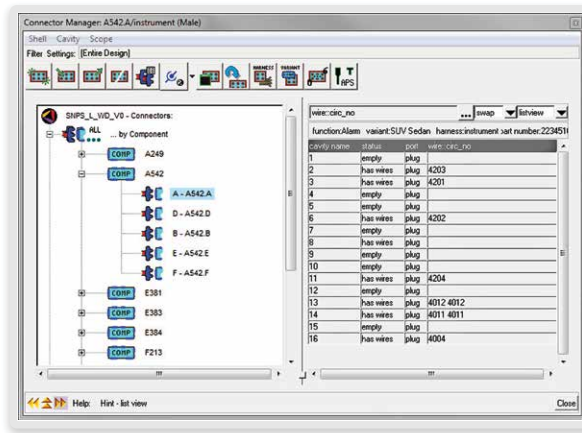 Connector Manager: A542.A/instrument (Male)
Shell Cavity Scope
Filter Settings: [Entire Design]
HARNESS VARIANT T APS
SNPS_L_WD_V0 - Connectors:
ALL ... by Component
COMP A249
COMP A542
A - A542.A
D - A542.D
B - A542.B
E - A542.E
F - A542.F
COMP E381
COMP E383
COMP E384
COMP F213
wire::circ_no ... swap listview
function:Alarm variant:SUV Sedan harness:instrument part number:2234510
cavity name status port wire::circ_no
1 empty plug
2 has wires plug 4203
3 has wires plug 4201
4 empty plug
5 empty plug
6 has wires plug 4202
7 empty plug
8 has wires plug
9 empty plug
10 empty plug
11 has wires plug 4204
12 empty plug
13 has wires plug 4012 4012
14 has wires plug 4011 4011
15 empty plug
16 has wires plug 4004
Help: Hint - list view
Close